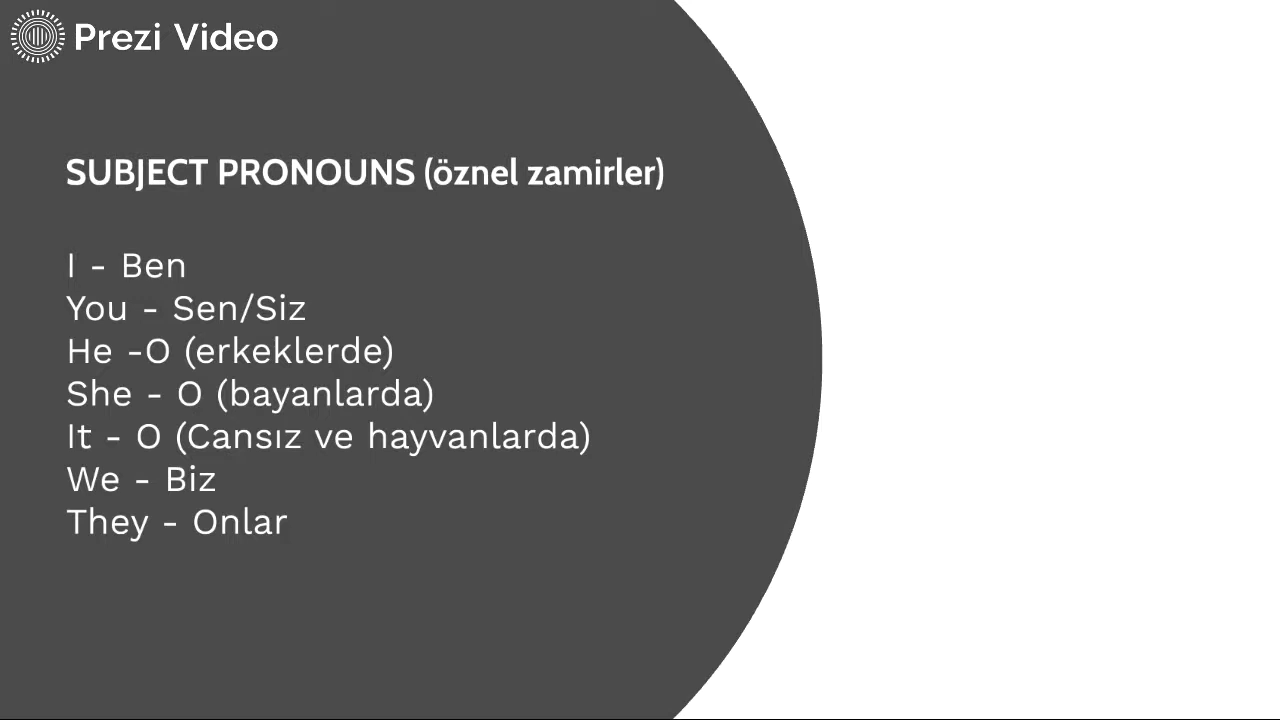 Prezi Video
SUBJECT PRONOUNS (öznel zamirler)
I - Ben
You - Sen/Siz
He -O (erkeklerde)
She - O (bayanlarda)
It - O (Cansız ve hayvanlarda)
We - Biz
They - Onlar